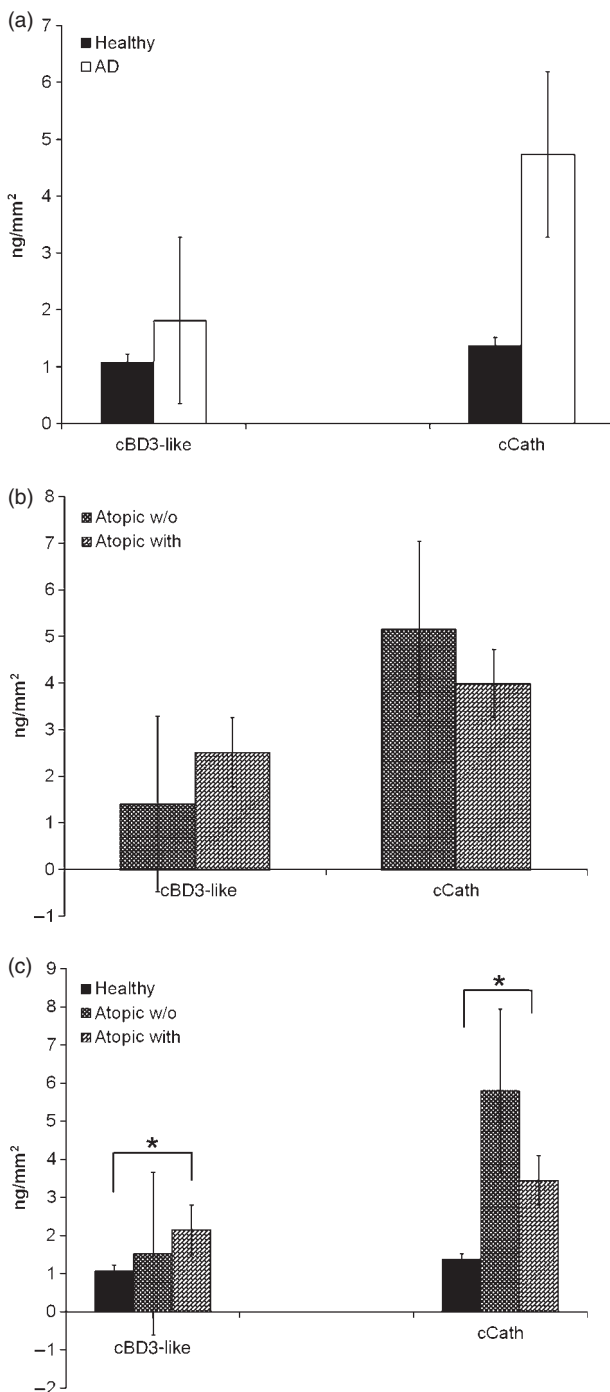 (a)
7
6
5
4
3
2
1
0
ng/mm²
Healthy
AD
cBD3-like
cCath
(b)
8
7
6
5
4
3
2
1
0
–1
ng/mm²
Atopic w/o
Atopic with
cBD3-like
cCath
(c)
9
8
7
6
5
4
3
2
1
0
–1
–2
ng/mm²
Healthy
Atopic w/o
Atopic with
*
*
cBD3-like
cCath